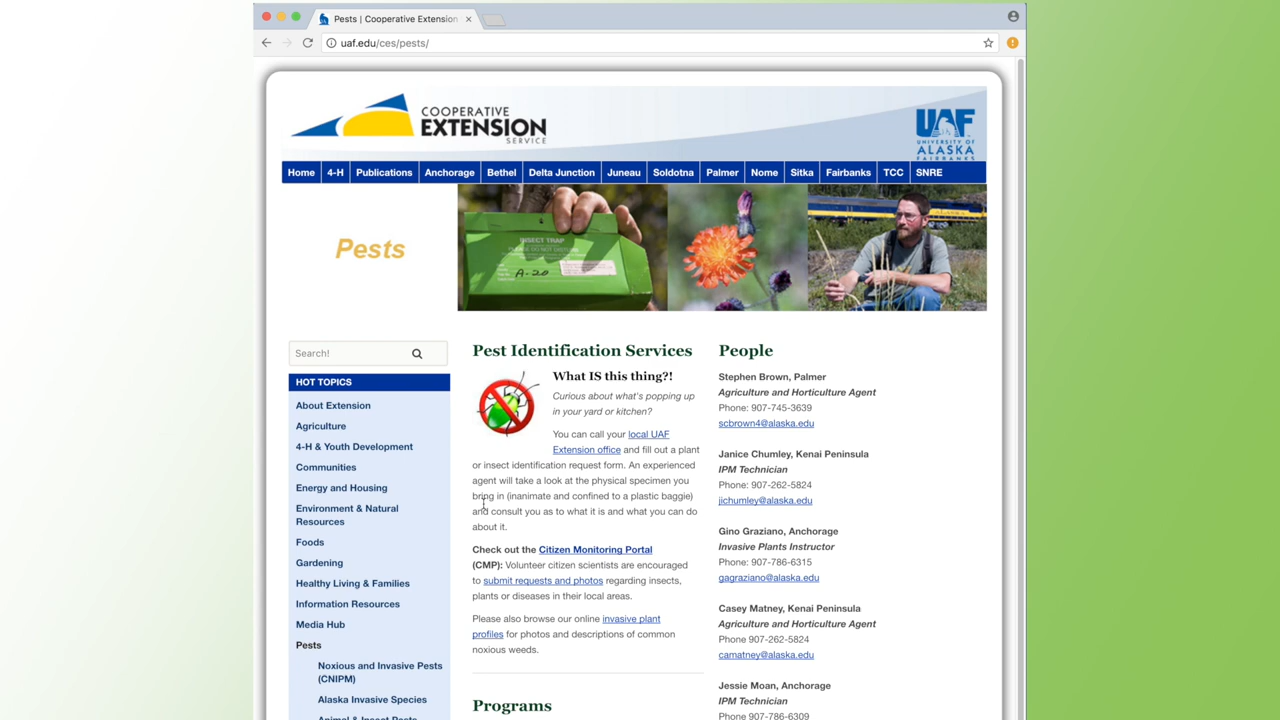 Pests | Cooperative Extension
uaf.edu/ces/pests/
COOPERATIVE
EXTENSION
SERVICE
UAF
UNIVERSITY OF
ALASKA
FAIRBANKS
Home 4-H Publications Anchorage Bethel Delta Junction Juneau Soldotna Palmer Nome Sitka Fairbanks TCC SNRE
Pests
INSECT TRAP
PLEASE DO NOT DISTURB
A-20
Search!
HOT TOPICS
About Extension
Agriculture
4-H & Youth Development
Communities
Energy and Housing
Environment & Natural
Resources
Foods
Gardening
Healthy Living & Families
Information Resources
Media Hub
Pests
Noxious and Invasive Pests
(CNIPM)
Alaska Invasive Species
Animal & Insect Pests
Pest Identification Services
What IS this thing?!
Curious about what's popping up
in your yard or kitchen?
You can call your local UAF
Extension office and fill out a plant
or insect identification request form. An experienced
agent will take a look at the physical specimen you
bring in (inanimate and confined to a plastic baggie)
and consult you as to what it is and what you can do
about it.
Check out the Citizen Monitoring Portal
(CMP): Volunteer citizen scientists are encouraged
to submit requests and photos regarding insects,
plants or diseases in their local areas.
Please also browse our online invasive plant
profiles for photos and descriptions of common
noxious weeds.
Programs
People
Stephen Brown, Palmer
Agriculture and Horticulture Agent
Phone: 907-745-3639
scbrown4@alaska.edu
Janice Chumley, Kenai Peninsula
IPM Technician
Phone: 907-262-5824
jichumley@alaska.edu
Gino Graziano, Anchorage
Invasive Plants Instructor
Phone: 907-786-6315
gagraziano@alaska.edu
Casey Matney, Kenai Peninsula
Agriculture and Horticulture Agent
Phone 907-262-5824
camatney@alaska.edu
Jessie Moan, Anchorage
IPM Technician
Phone 907-786-6309